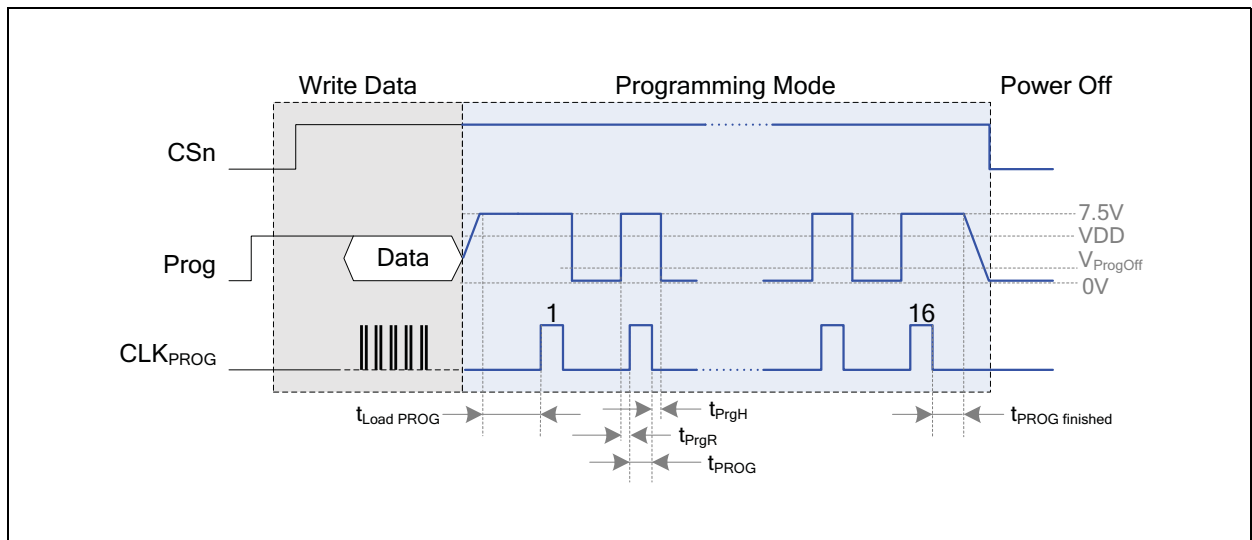 Write Data Programming Mode Power Off
CSn
7.5V
VDD
Prog Data
VProgOff
0V
1 16
CLKPROG
tLoad PROG tPrgH tPROG finished
tPrgR
tPROG